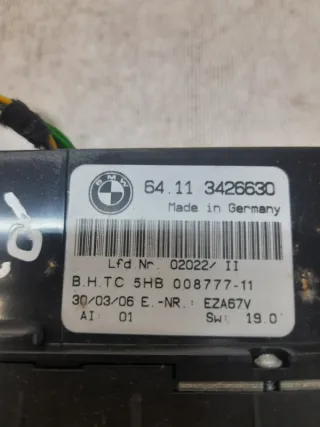 BMW
64.11 3426630
Made in Germany
Lfd.Nr. 02022/ II
B.H.TC 5HB 008777-11
30/03/06 E.-NR.: EZA67V
AI: 01 SW: 19.0